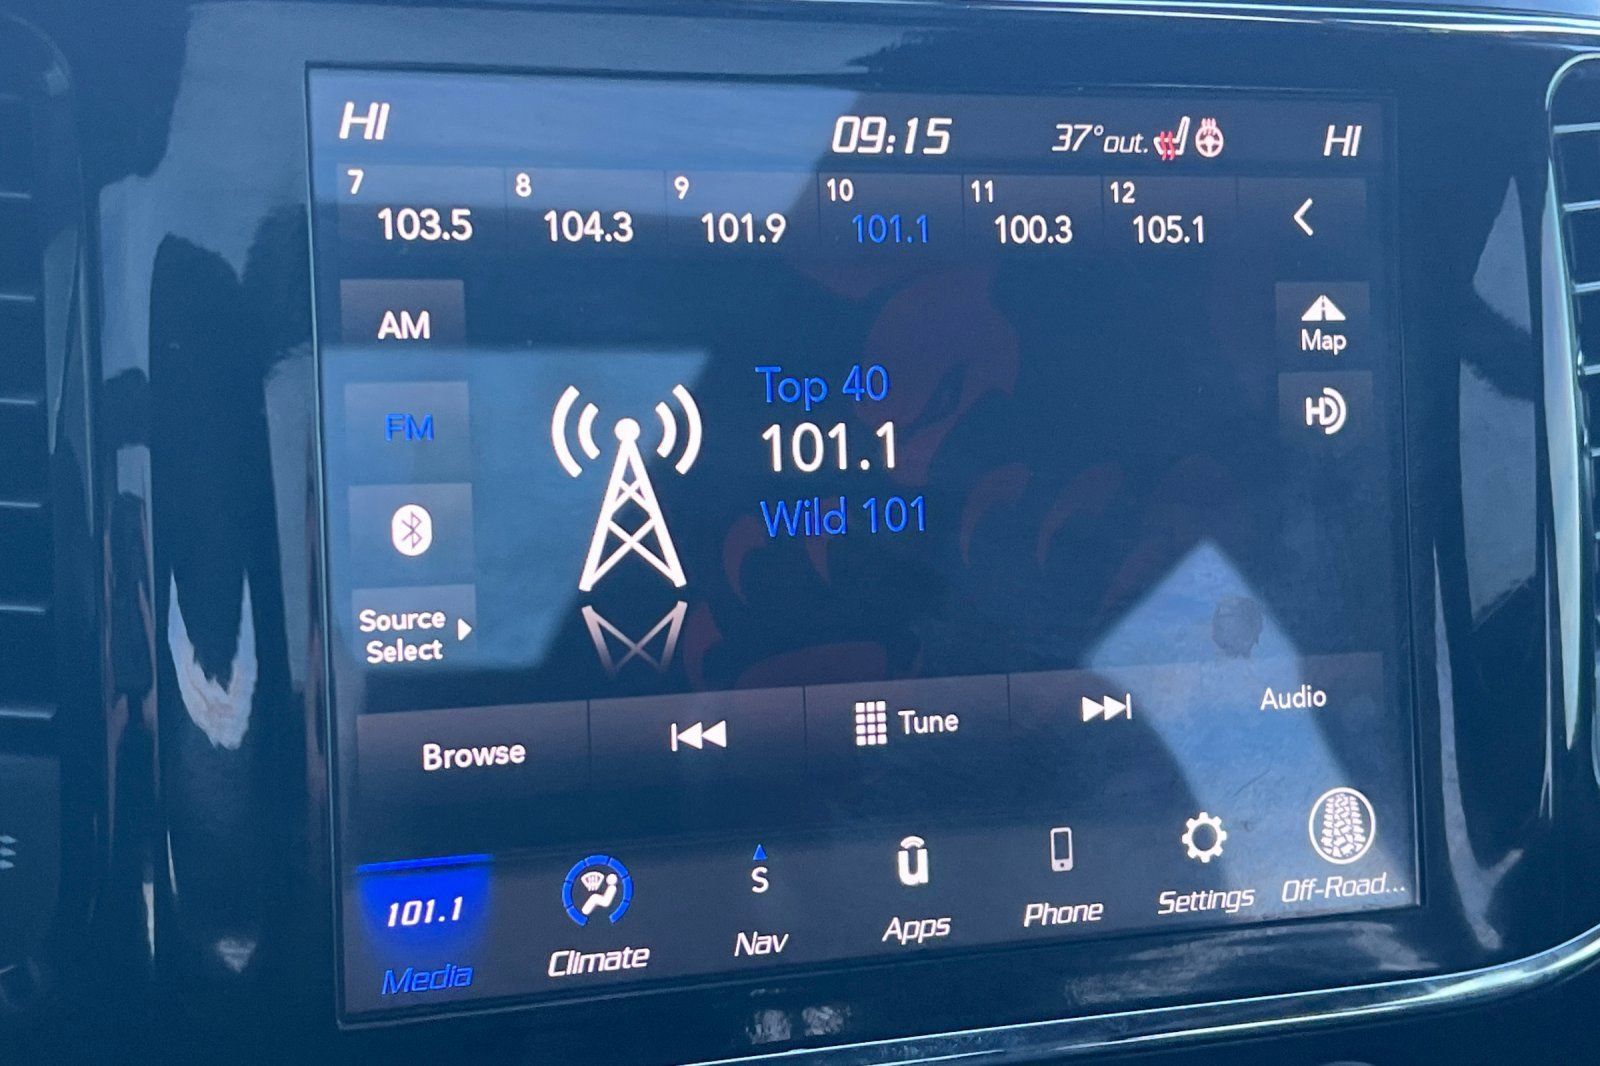 HI 09:15 37° out. HI
7 8 9 10 11 12
103.5 104.3 101.9 101.1 100.3 105.1
AM
FM
Source
Select
Top 40
101.1
Wild 101
Map
HD
Browse Tune Audio
101.1
Media
Climate
S
Nav
u
Apps
Phone
Settings
Off-Road...